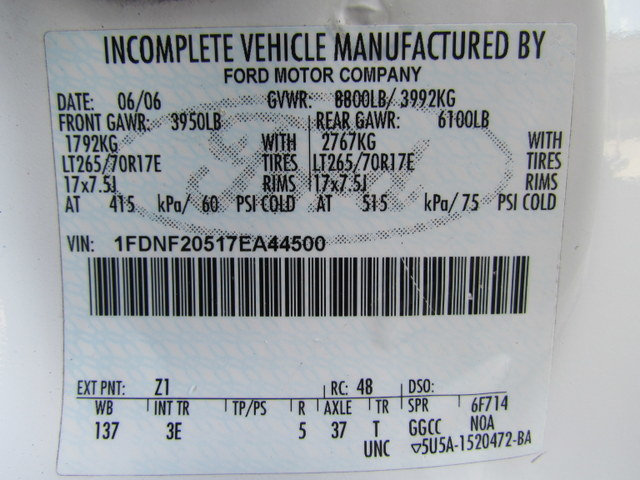 INCOMPLETE VEHICLE MANUFACTURED BY
FORD MOTOR COMPANY
DATE: 06/06 GVWR: 8800LB/ 3992KG
FRONT GAWR: 3950LB REAR GAWR: 6100LB
1792KG WITH 2767KG WITH
LT265/70R17E TIRES LT265/70R17E TIRES
17x7.5J RIMS 17x7.5J RIMS
AT 415 kPa/ 60 PSI COLD AT 515 kPa/ 75 PSI COLD
VIN: 1FDNF20517EA44500
EXT PNT: Z1 RC: 48 DSO:
WB INT TR TP/PS R AXLE TR SPR 6F714
137 3E 5 37 T GGCC NOA
UNC ▽5U5A-1520472-BA